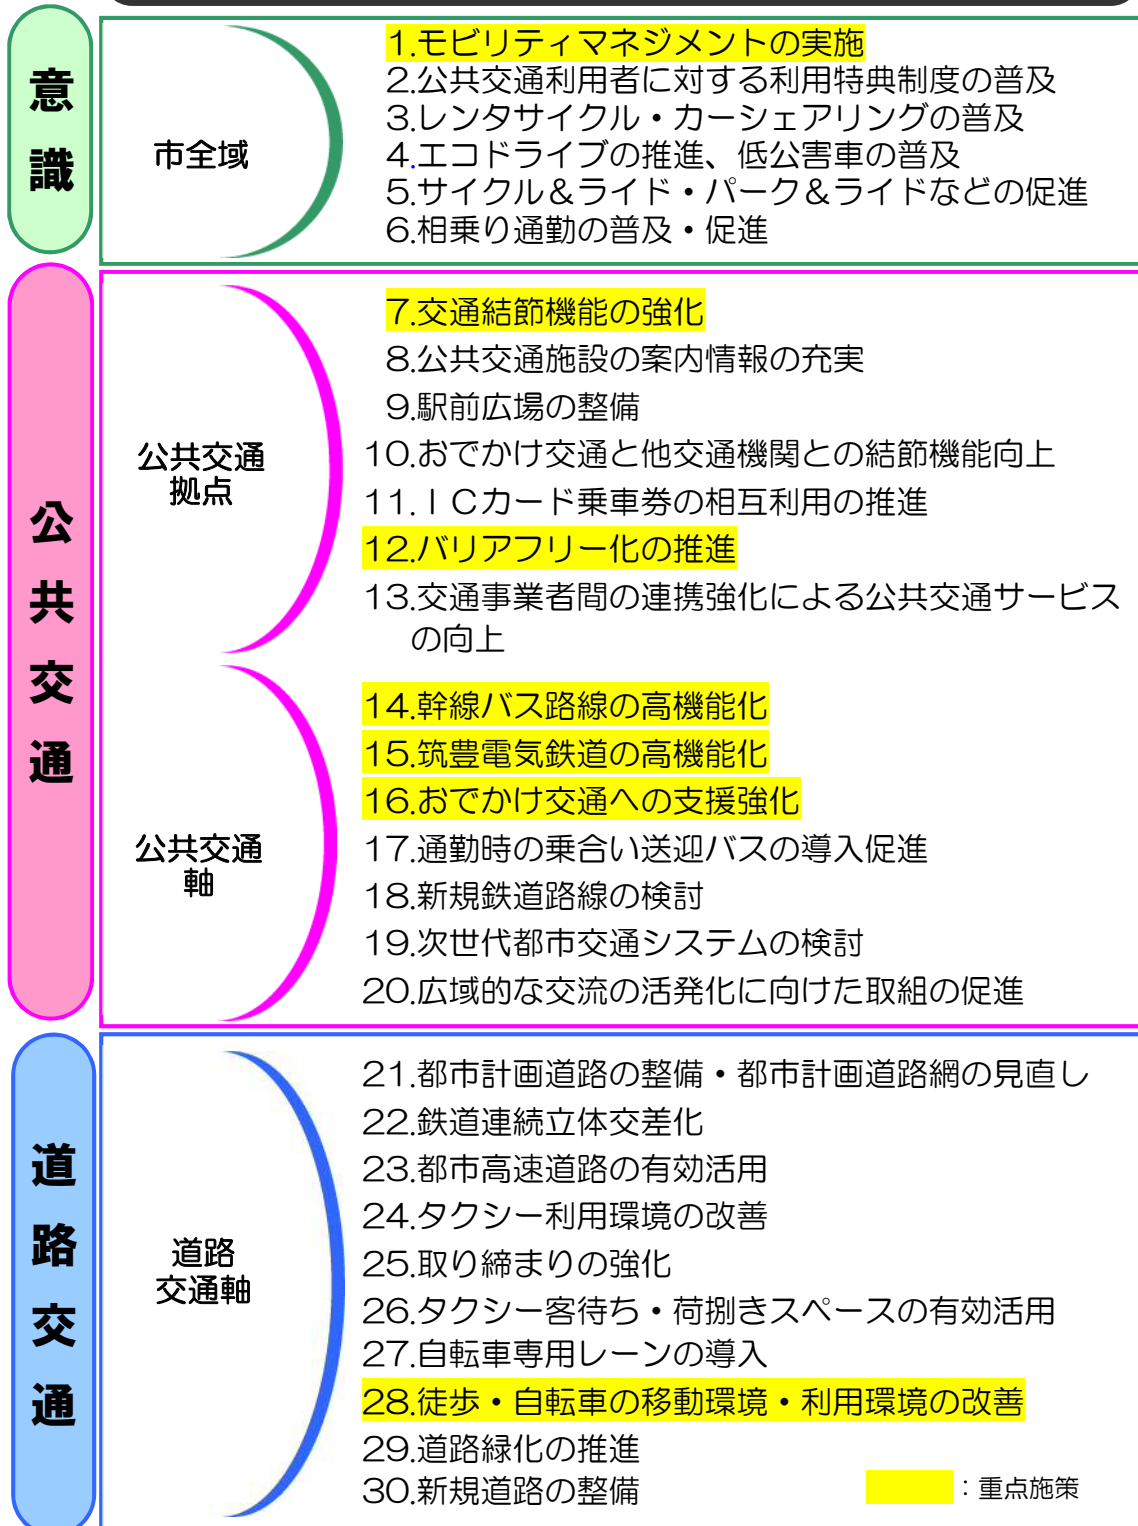 意識
市全域
1.モビリティマネジメントの実施
2.公共交通利用者に対する利用特典制度の普及
3.レンタサイクル・カーシェアリングの普及
4.エコドライブの推進、低公害車の普及
5.サイクル＆ライド・パーク＆ライドなどの促進
6.相乗り通勤の普及・促進
公共交通
公共交通
拠点
7.交通結節機能の強化
8.公共交通施設の案内情報の充実
9.駅前広場の整備
10.おでかけ交通と他交通機関との結節機能向上
11.ＩＣカード乗車券の相互利用の推進
12.バリアフリー化の推進
13.交通事業者間の連携強化による公共交通サービス
の向上
公共交通
軸
14.幹線バス路線の高機能化
15.筑豊電気鉄道の高機能化
16.おでかけ交通への支援強化
17.通勤時の乗合い送迎バスの導入促進
18.新規鉄道路線の検討
19.次世代都市交通システムの検討
20.広域的な交流の活発化に向けた取組の促進
道路交通
道路
交通軸
21.都市計画道路の整備・都市計画道路網の見直し
22.鉄道連続立体交差化
23.都市高速道路の有効活用
24.タクシー利用環境の改善
25.取り締まりの強化
26.タクシー客待ち・荷捌きスペースの有効活用
27.自転車専用レーンの導入
28.徒歩・自転車の移動環境・利用環境の改善
29.道路緑化の推進
30.新規道路の整備
：重点施策